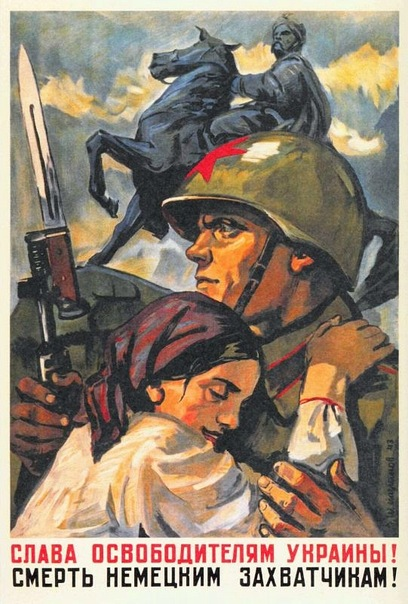 СЛАВА ОСВОБОДИТЕЛЯМ УКРАИНЫ!
СМЕРТЬ НЕМЕЦКИМ ЗАХВАТЧИКАМ!